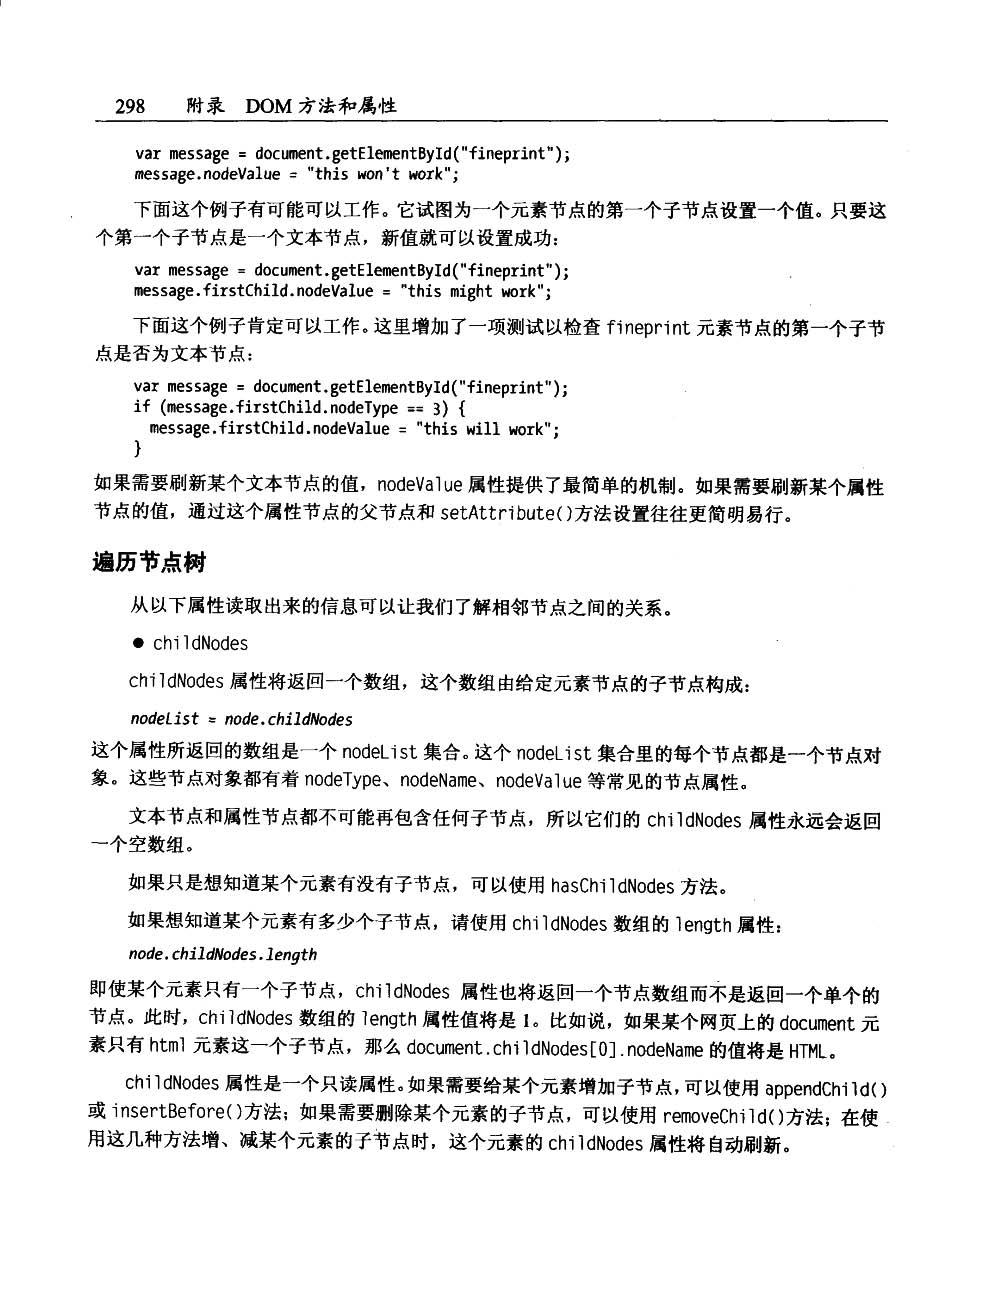 298 附录 DOM 方法和属性
var message = document.getElementById("fineprint");
message.nodeValue = "this won't work";
下面这个例子有可能可以工作。它试图为一个元素节点的第一个子节点设置一个值。只要这
个第一个子节点是一个文本节点，新值就可以设置成功：
var message = document.getElementById("fineprint");
message.firstChild.nodeValue = "this might work";
下面这个例子肯定可以工作。这里增加了一项测试以检查 fineprint 元素节点的第一个子节
点是否为文本节点：
var message = document.getElementById("fineprint");
if (message.firstChild.nodeType == 3) {
message.firstChild.nodeValue = "this will work";
}
如果需要刷新某个文本节点的值，nodeValue 属性提供了最简单的机制。如果需要刷新某个属性
节点的值，通过这个属性节点的父节点和 setAttribute()方法设置往往更简明易行。
遍历节点树
从以下属性读取出来的信息可以让我们了解相邻节点之间的关系。
● childNodes
childNodes 属性将返回一个数组，这个数组由给定元素节点的子节点构成：
nodeList = node.childNodes
这个属性所返回的数组是一个 nodeList 集合。这个 nodeList 集合里的每个节点都是一个节点对
象。这些节点对象都有着 nodeType、nodeName、nodeValue 等常见的节点属性。
文本节点和属性节点都不可能再包含任何子节点，所以它们的 childNodes 属性永远会返回
一个空数组。
如果只是想知道某个元素有没有子节点，可以使用 hasChildNodes 方法。
如果想知道某个元素有多少个子节点，请使用 childNodes 数组的 length 属性：
node.childNodes.length
即使某个元素只有一个子节点，childNodes 属性也将返回一个节点数组而不是返回一个单个的
节点。此时，childNodes 数组的 length 属性值将是 1。比如说，如果某个网页上的 document 元
素只有 html 元素这一个子节点，那么 document.childNodes[0].nodeName 的值将是 HTML。
childNodes 属性是一个只读属性。如果需要给某个元素增加子节点，可以使用 appendChild()
或 insertBefore()方法；如果需要删除某个元素的子节点，可以使用 removeChild()方法；在使
用这几种方法增、减某个元素的子节点时，这个元素的 childNodes 属性将自动刷新。